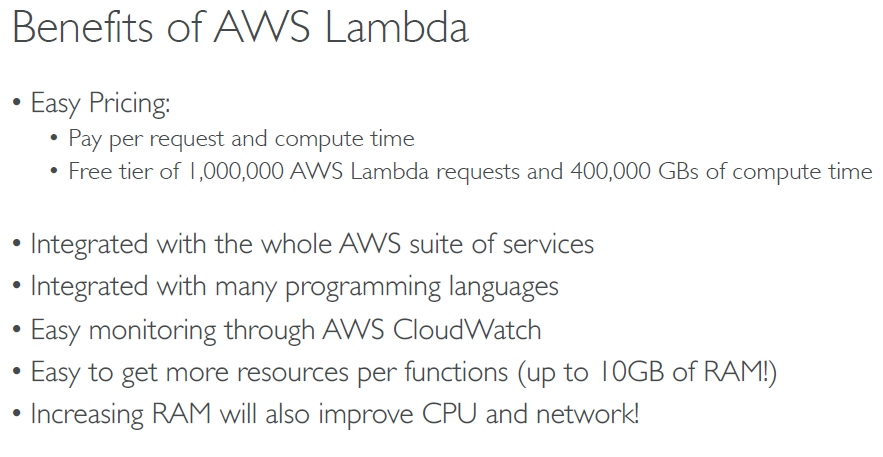 Benefits of AWS Lambda
• Easy Pricing:
• Pay per request and compute time
• Free tier of 1,000,000 AWS Lambda requests and 400,000 GBs of compute time
• Integrated with the whole AWS suite of services
• Integrated with many programming languages
• Easy monitoring through AWS CloudWatch
• Easy to get more resources per functions (up to 10GB of RAM!)
• Increasing RAM will also improve CPU and network!